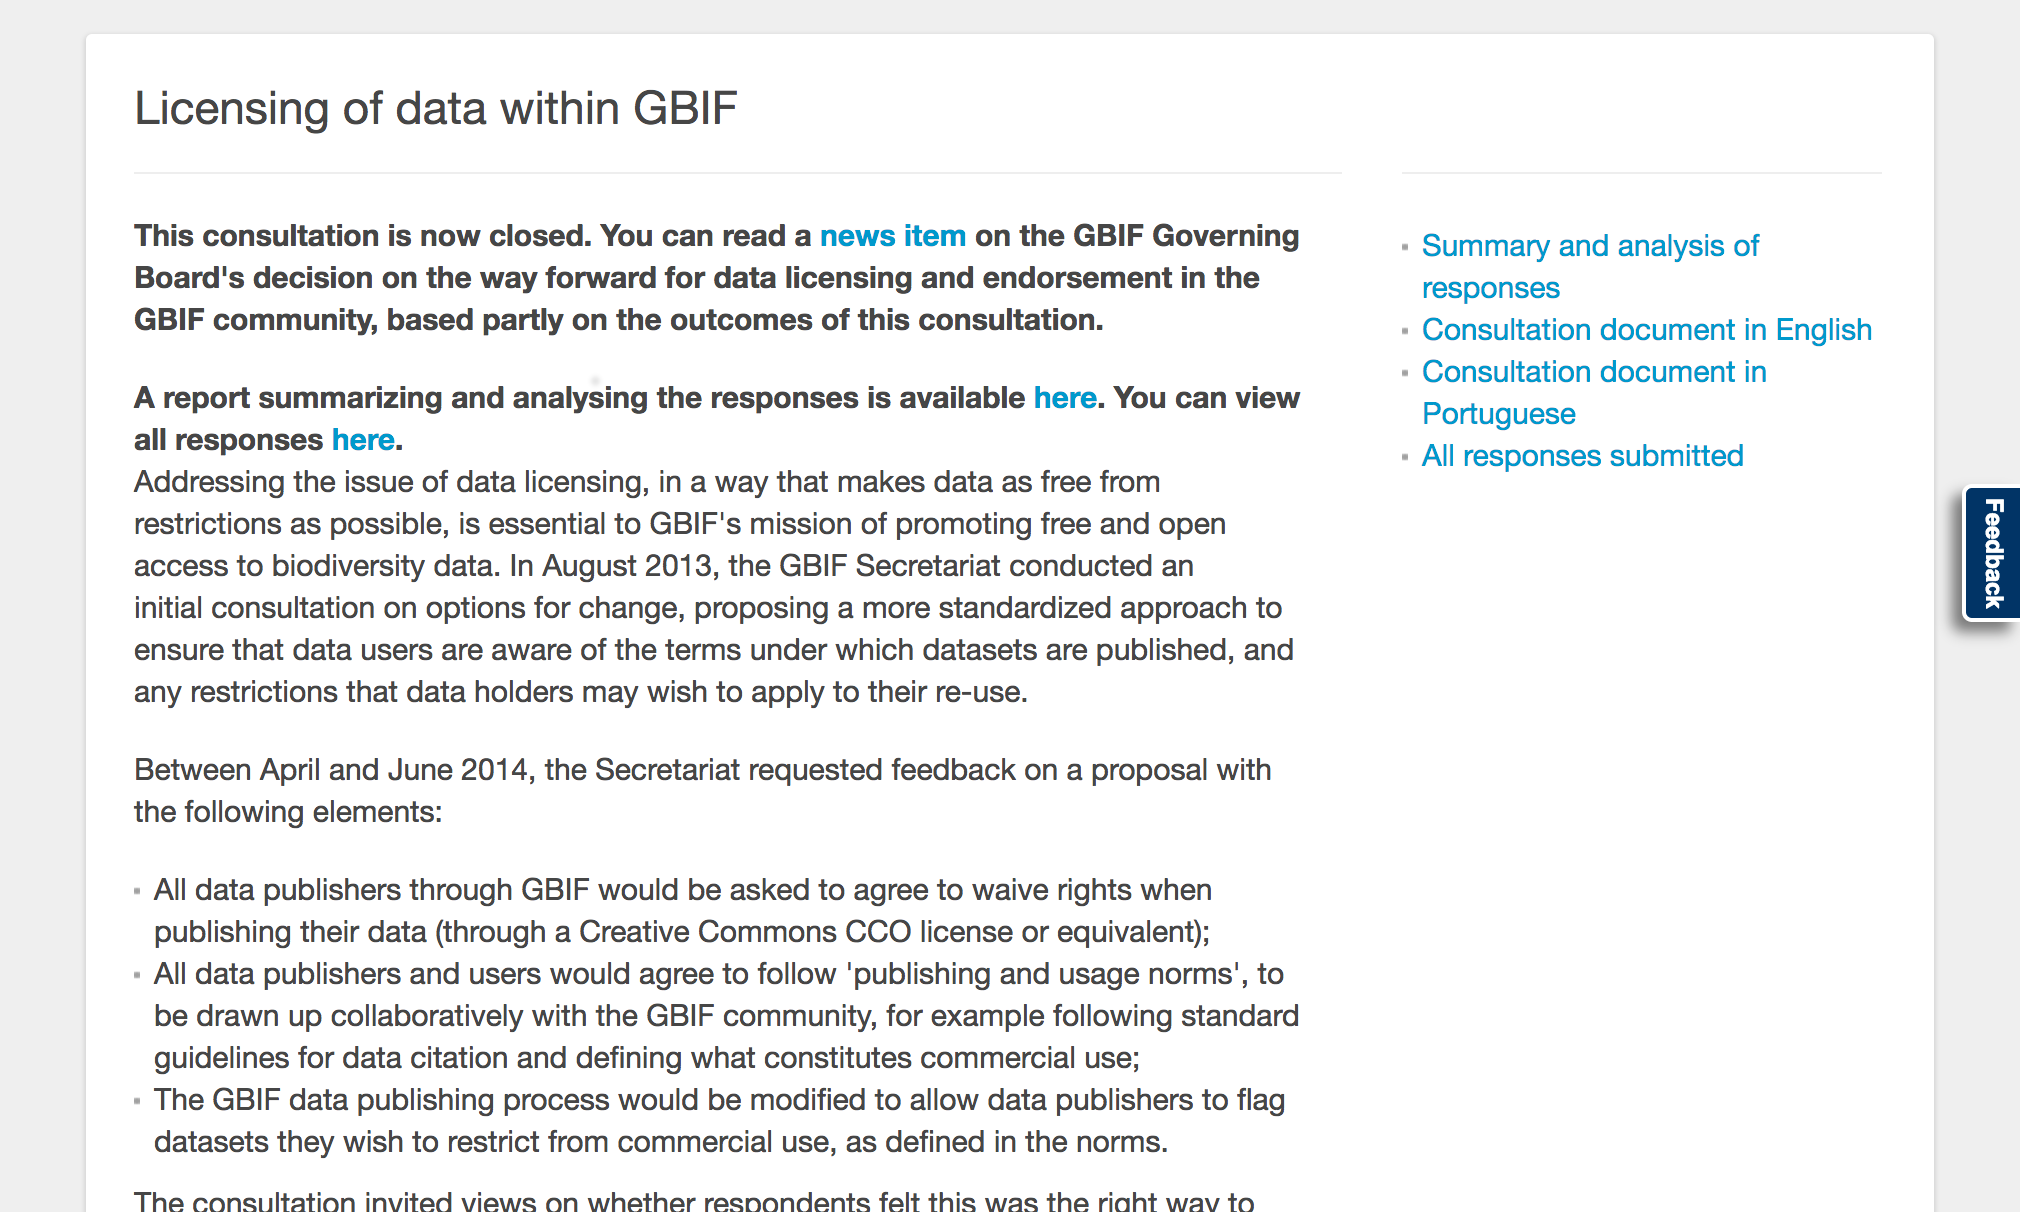 Licensing of data within GBIF
This consultation is now closed. You can read a news item on the GBIF Governing
Board's decision on the way forward for data licensing and endorsement in the
GBIF community, based partly on the outcomes of this consultation.
A report summarizing and analysing the responses is available here. You can view
all responses here.
Addressing the issue of data licensing, in a way that makes data as free from
restrictions as possible, is essential to GBIF's mission of promoting free and open
access to biodiversity data. In August 2013, the GBIF Secretariat conducted an
initial consultation on options for change, proposing a more standardized approach to
ensure that data users are aware of the terms under which datasets are published, and
any restrictions that data holders may wish to apply to their re-use.
Between April and June 2014, the Secretariat requested feedback on a proposal with
the following elements:
All data publishers through GBIF would be asked to agree to waive rights when
publishing their data (through a Creative Commons CCO license or equivalent);
All data publishers and users would agree to follow 'publishing and usage norms', to
be drawn up collaboratively with the GBIF community, for example following standard
guidelines for data citation and defining what constitutes commercial use;
The GBIF data publishing process would be modified to allow data publishers to flag
datasets they wish to restrict from commercial use, as defined in the norms.
The consultation invited views on whether respondents felt this was the right way to
Summary and analysis of
responses
Consultation document in English
Consultation document in
Portuguese
All responses submitted
Feedback